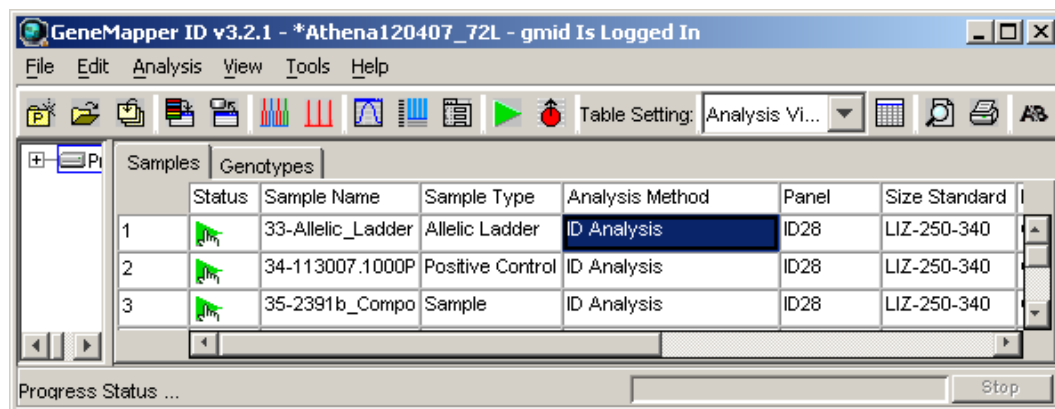 GeneMapper ID v3.2.1 - *Athena120407_72L - gmid Is Logged In
File Edit Analysis View Tools Help
Table Setting: Analysis Vi...
Samples Genotypes
Status Sample Name Sample Type Analysis Method Panel Size Standard
1 33-Allelic_Ladder Allelic Ladder ID Analysis ID28 LIZ-250-340
2 34-113007.1000P Positive Control ID Analysis ID28 LIZ-250-340
3 35-2391b_Compo Sample ID Analysis ID28 LIZ-250-340
Progress Status ... Stop